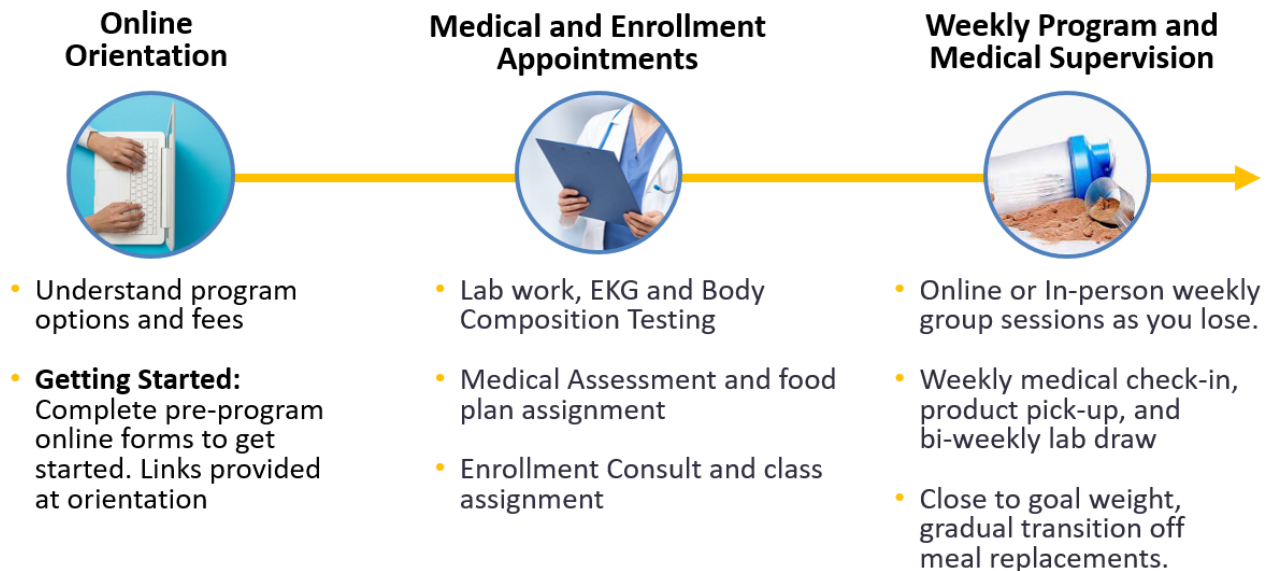 Online
Orientation
• Understand program
options and fees
• Getting Started:
Complete pre-program
online forms to get
started. Links provided
at orientation
Medical and Enrollment
Appointments
• Lab work, EKG and Body
Composition Testing
• Medical Assessment and food
plan assignment
• Enrollment Consult and class
assignment
Weekly Program and
Medical Supervision
• Online or In-person weekly
group sessions as you lose.
• Weekly medical check-in,
product pick-up, and
bi-weekly lab draw
• Close to goal weight,
gradual transition off
meal replacements.